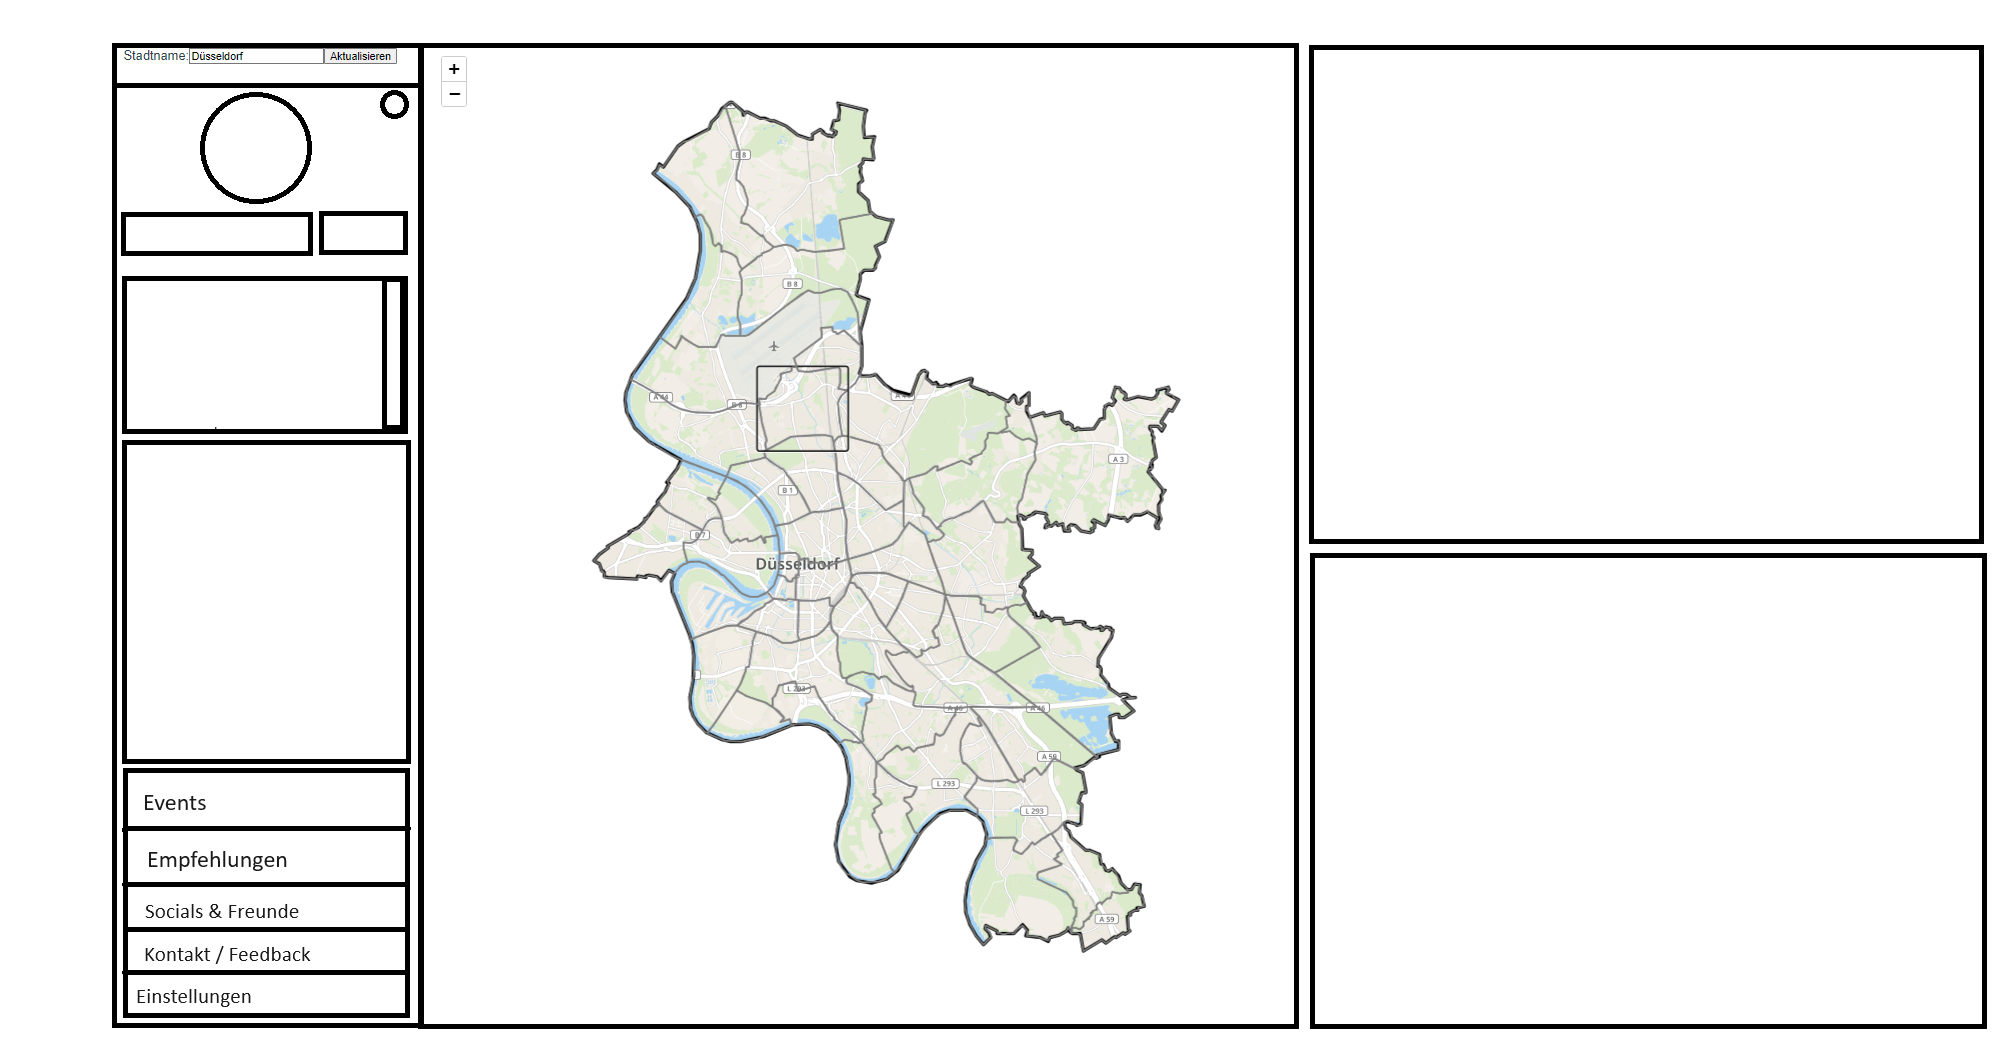 Stadtname: Düsseldorf Aktualisieren
+
−
B 8
B 8
A 44
B 8
A 44
A 3
B 1
B 7
Düsseldorf
L 293
A 46
A 46
A 59
L 293
L 293
A 59
Events
Empfehlungen
Socials & Freunde
Kontakt / Feedback
Einstellungen